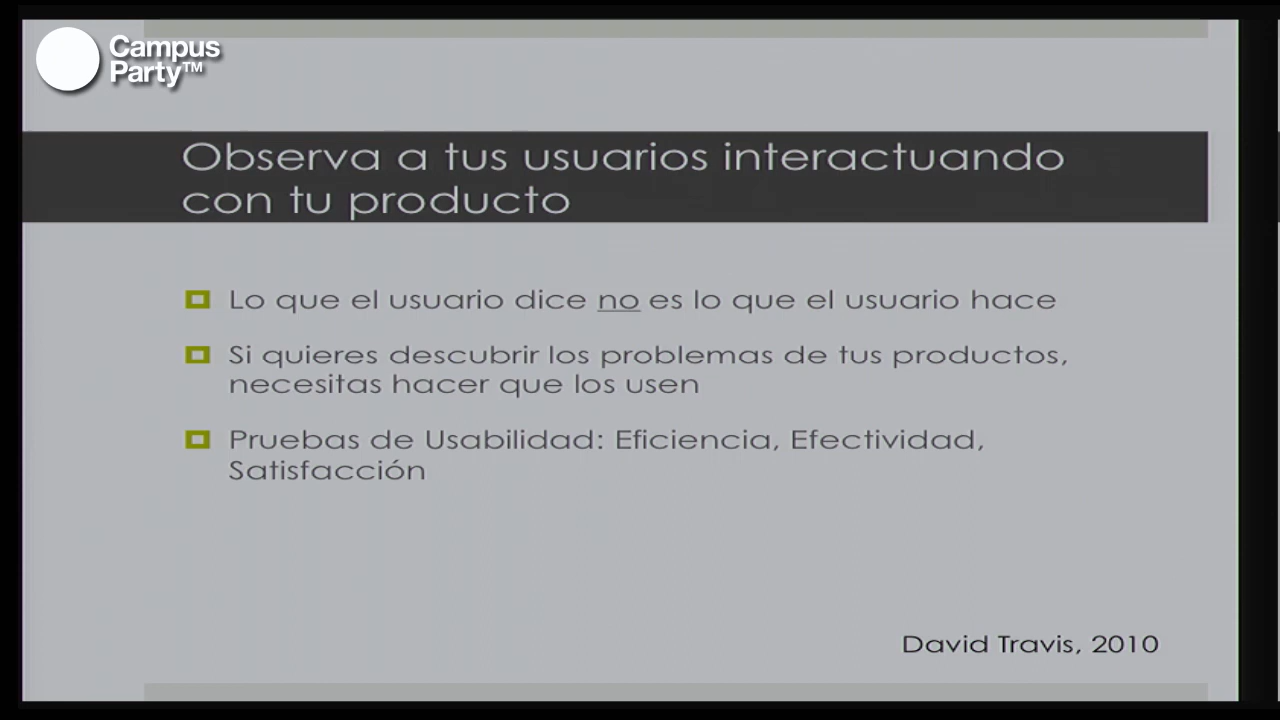 Campus
Party™
Observa a tus usuarios interactuando
con tu producto
Lo que el usuario dice no es lo que el usuario hace
Si quieres descubrir los problemas de tus productos,
necesitas hacer que los usen
Pruebas de Usabilidad: Eficiencia, Efectividad,
Satisfacción
David Travis, 2010